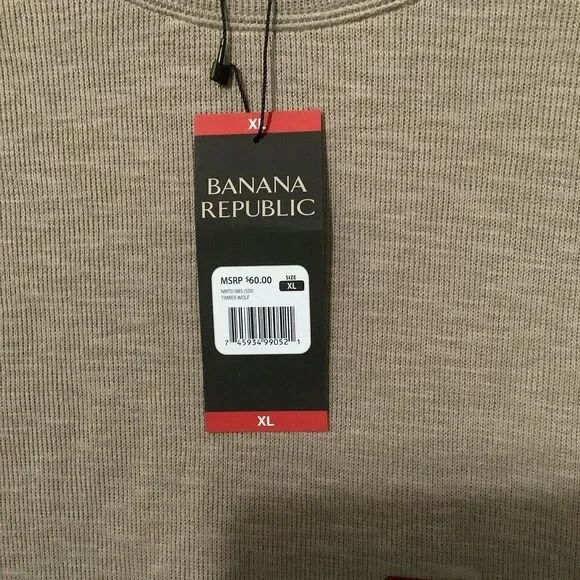 XL
BANANA
REPUBLIC
MSRP $60.00
SIZE
XL
TIMBER WOLF
7 45934 99052 1
XL